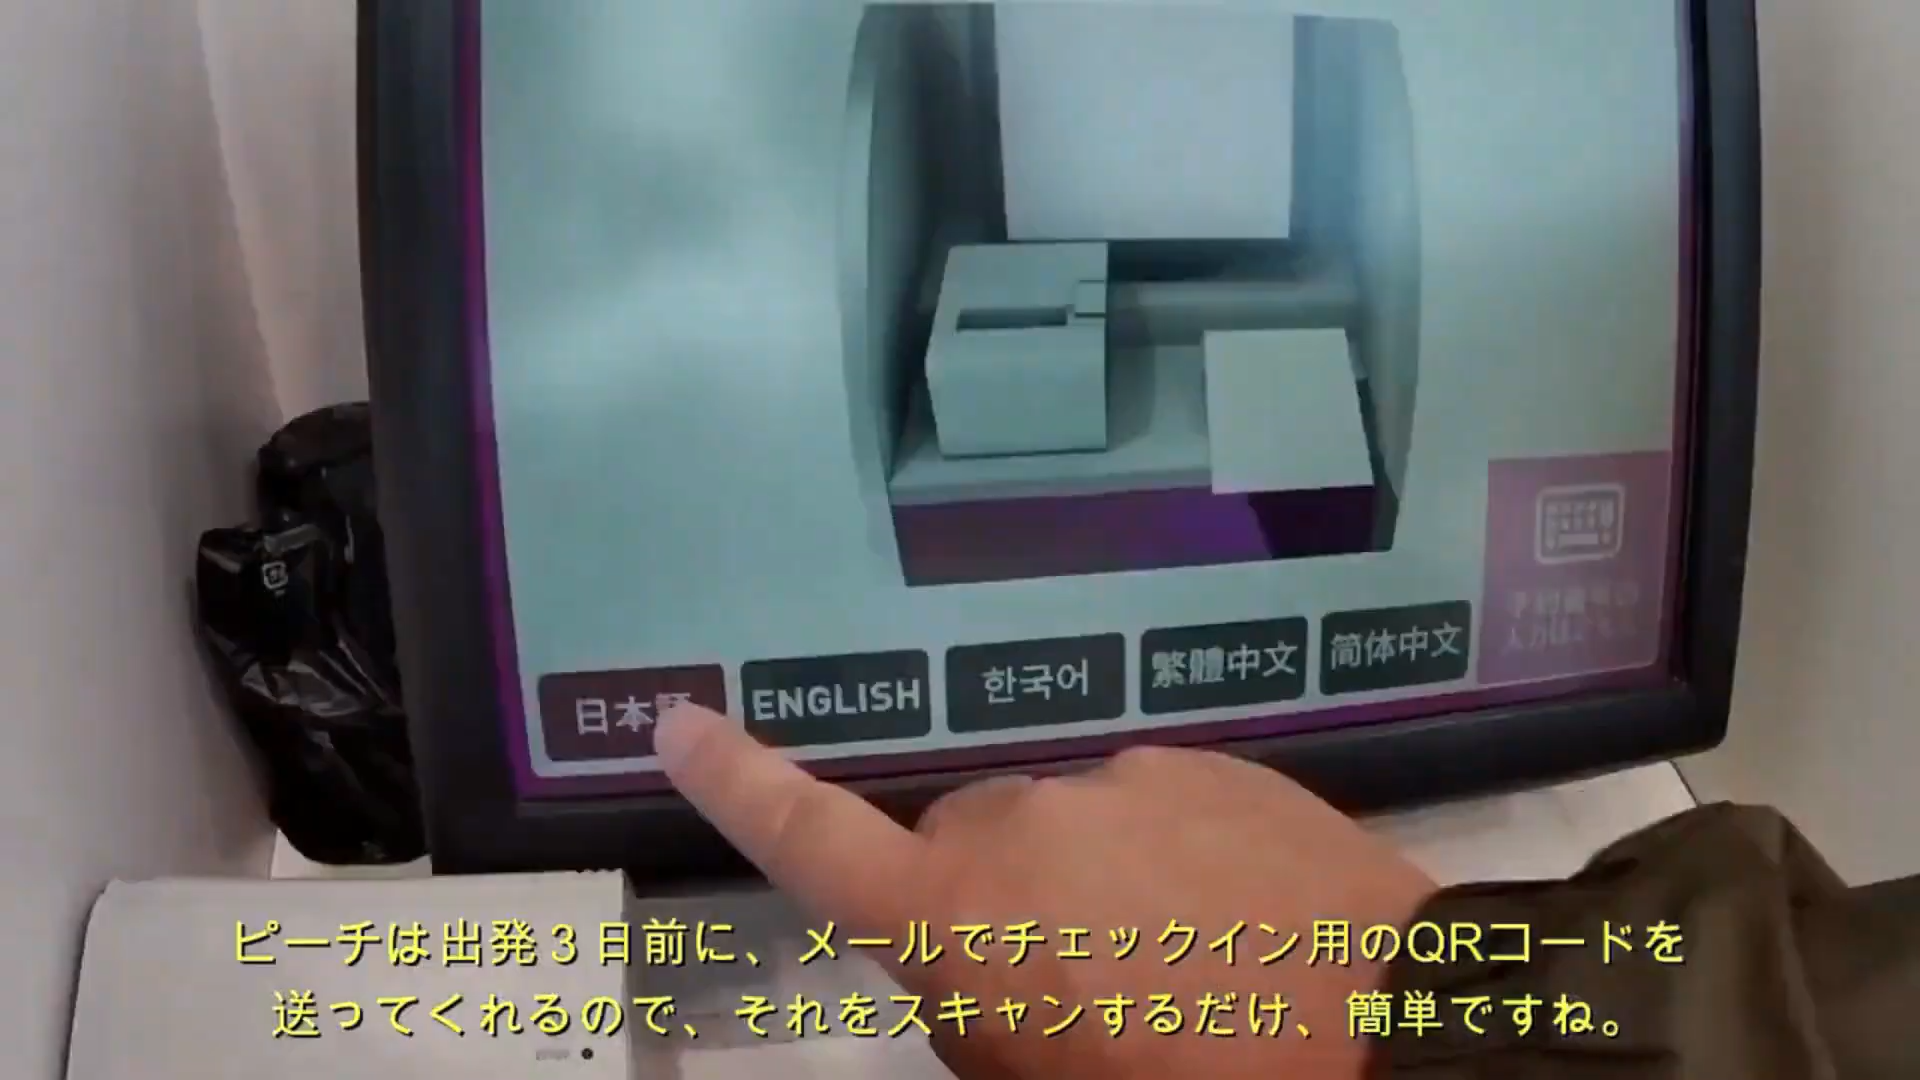 日本語
ENGLISH
한국어
繁體中文
简体中文
ピーチは出発３日前に、メールでチェックイン用のQRコードを
送ってくれるので、それをスキャンするだけ、簡単ですね。